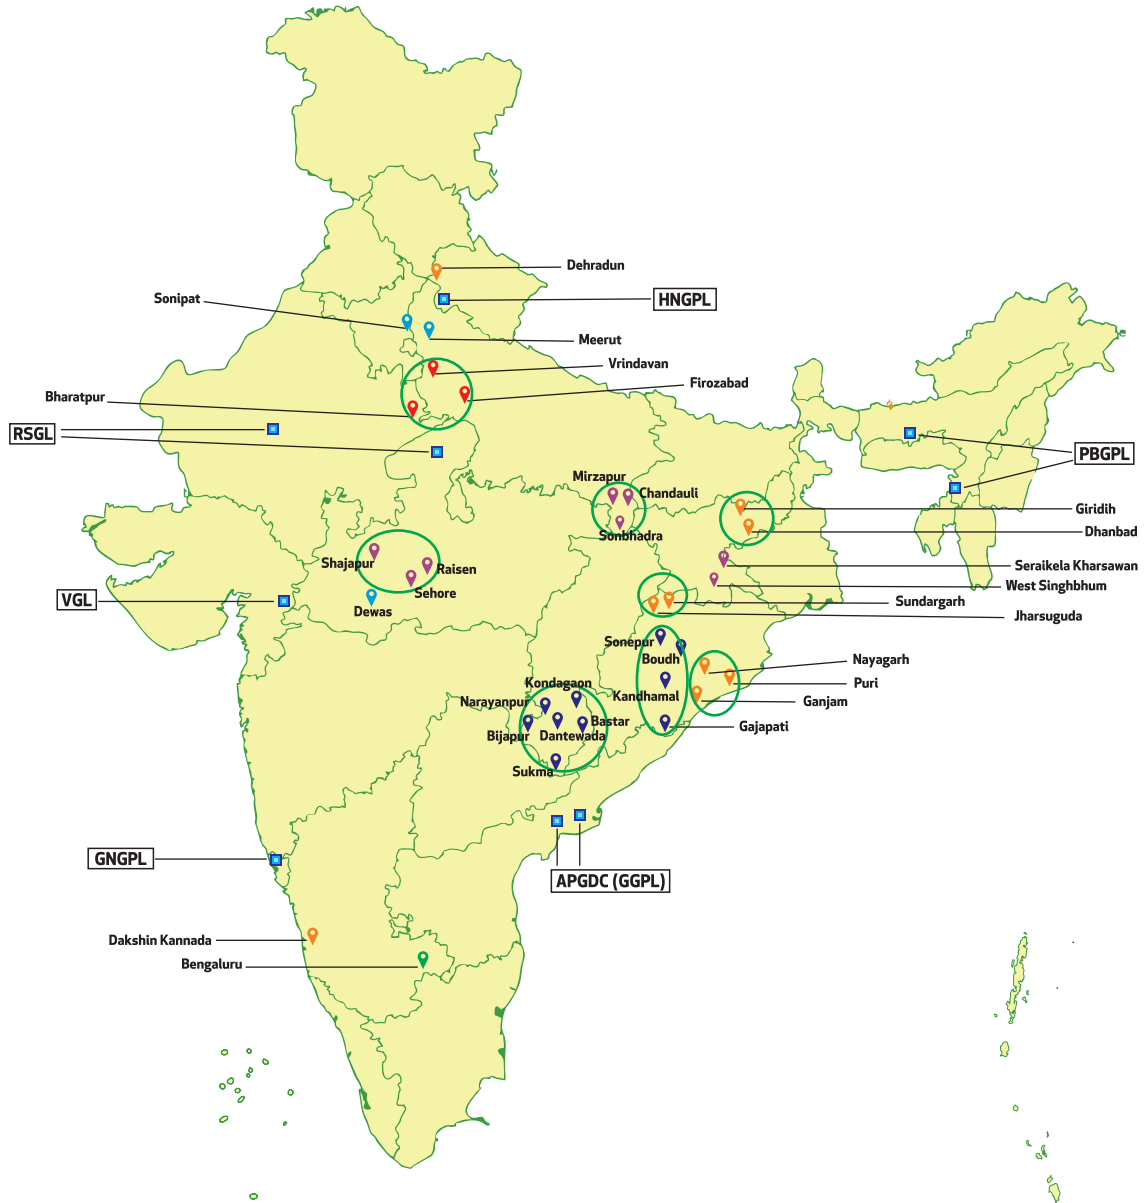 Dehradun
Sonipat
HNGPL
Meerut
Vrindavan
Firozabad
Bharatpur
RSGL
PBGPL
Mirzapur
Chandauli
Giridih
Sonbhadra
Dhanbad
Shajapur
Raisen
Seraikela Kharsawan
Sehore
West Singhbhum
VGL
Dewas
Sundargarh
Jharsuguda
Sonepur
Boudh
Nayagarh
Kondagaon
Kandhamal
Puri
Narayanpur
Ganjam
Bastar
Bijapur
Dantewada
Gajapati
Sukma
GNGPL
APGDC (GGPL)
Dakshin Kannada
Bengaluru